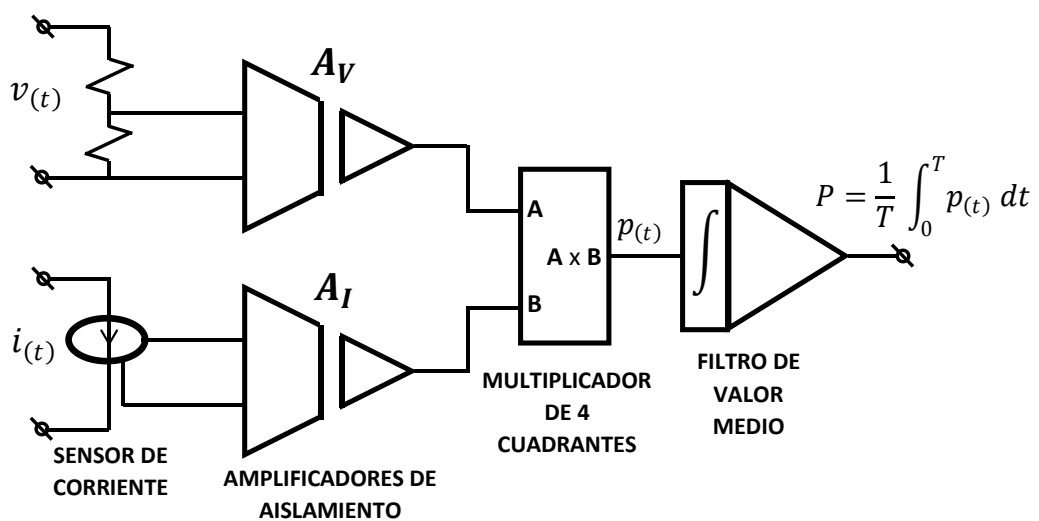 A_V
v_(t)
A
A x B
B
p_(t)
∫
P = 1/T ∫_0^T p_(t) dt
A_I
i_(t)
SENSOR DE
CORRIENTE
AMPLIFICADORES DE
AISLAMIENTO
MULTIPLICADOR
DE 4
CUADRANTES
FILTRO DE
VALOR
MEDIO